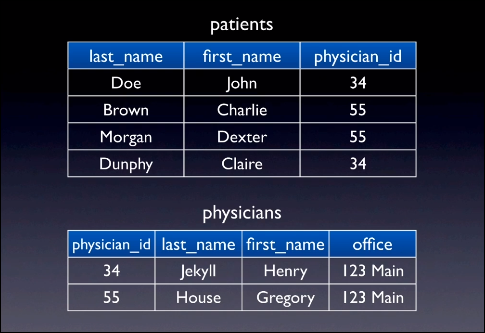 patients
last_name first_name physician_id
Doe John 34
Brown Charlie 55
Morgan Dexter 55
Dunphy Claire 34
physicians
physician_id last_name first_name office
34 Jekyll Henry 123 Main
55 House Gregory 123 Main